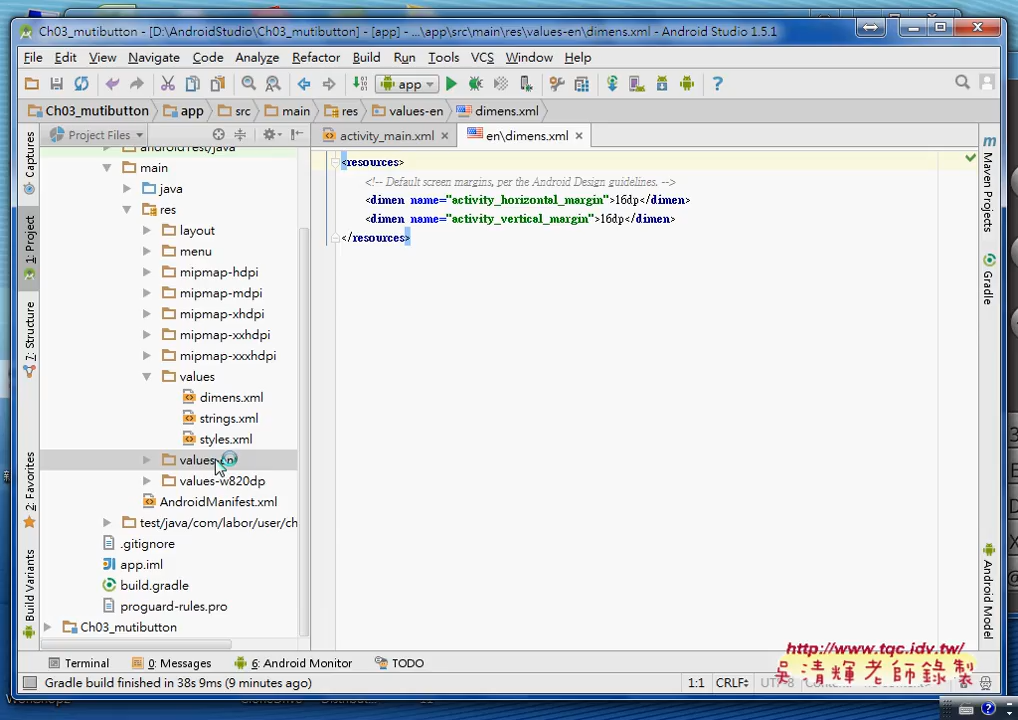 Ch03_mutibutton - [D:\AndroidStudio\Ch03_mutibutton] - [app] - ...\app\src\main\res\values-en\dimens.xml - Android Studio 1.5.1
File Edit View Navigate Code Analyze Refactor Build Run Tools VCS Window Help
app
Ch03_mutibutton app src main res values-en dimens.xml
Project Files
activity_main.xml
en\dimens.xml
Captures
1: Project
7: Structure
2: Favorites
Build Variants
androidTest/java
main
java
res
layout
menu
mipmap-hdpi
mipmap-mdpi
mipmap-xhdpi
mipmap-xxhdpi
mipmap-xxxhdpi
values
dimens.xml
strings.xml
styles.xml
values-en
values-w820dp
AndroidManifest.xml
test/java/com/labor/user/ch
.gitignore
app.iml
build.gradle
proguard-rules.pro
Ch03_mutibutton
<resources>
<!-- Default screen margins, per the Android Design guidelines. -->
<dimen name="activity_horizontal_margin">16dp</dimen>
<dimen name="activity_vertical_margin">16dp</dimen>
</resources>
m
Maven Projects
Gradle
Android Model
Terminal 0: Messages 6: Android Monitor TODO
http://www.tqc.idv.tw/
吳清輝老師錄製
Gradle build finished in 38s 9ms (9 minutes ago)
1:1 CRLF UTF-8